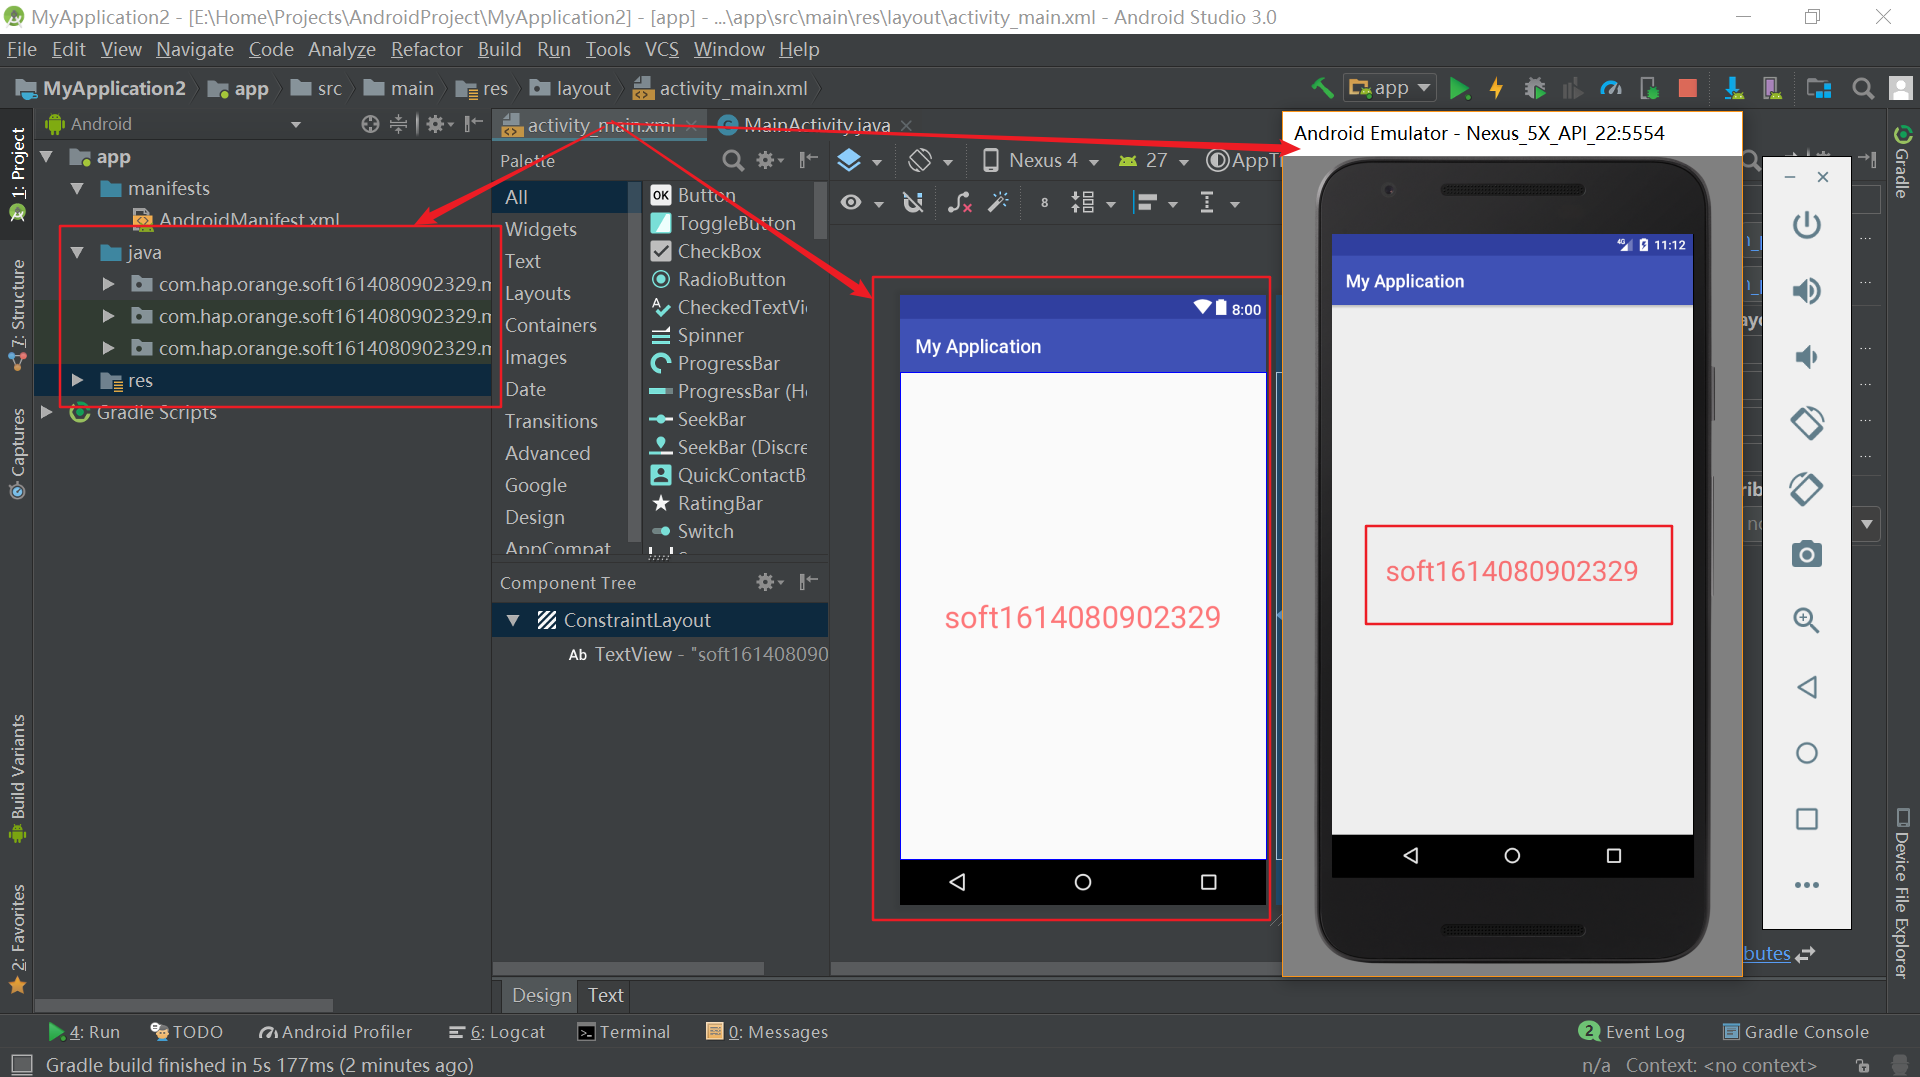 MyApplication2 - [E:\Home\Projects\AndroidProject\MyApplication2] - [app] - ...\app\src\main\res\layout\activity_main.xml - Android Studio 3.0
File Edit View Navigate Code Analyze Refactor Build Run Tools VCS Window Help
MyApplication2 app src main res layout activity_main.xml
app
Android
activity_main.xml
MainActivity.java
1: Project
7: Structure
Captures
Build Variants
2: Favorites
app
manifests
AndroidManifest.xml
java
com.hap.orange.soft1614080902329.m
com.hap.orange.soft1614080902329.m
com.hap.orange.soft1614080902329.m
res
Gradle Scripts
Palette
All
Widgets
Text
Layouts
Containers
Images
Date
Transitions
Advanced
Google
Design
AppCompat
OK Button
ToggleButton
CheckBox
RadioButton
CheckedTextVi
Spinner
ProgressBar
ProgressBar (H
SeekBar
SeekBar (Discre
QuickContactB
RatingBar
Switch
Component Tree
ConstraintLayout
Ab TextView - "soft161408090
Nexus 4 27 AppT
8
8:00
My Application
soft1614080902329
Android Emulator - Nexus_5X_API_22:5554
4G 11:12
My Application
soft1614080902329
Gradle
Device File Explorer
butes
Design Text
4: Run TODO Android Profiler 6: Logcat Terminal 0: Messages
2 Event Log Gradle Console
Gradle build finished in 5s 177ms (2 minutes ago)
n/a Context: <no context>